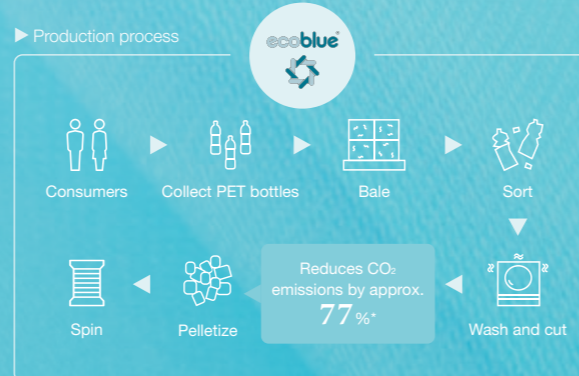 ▶ Production process
ecoblue®
Consumers
Collect PET bottles
Bale
Sort
Wash and cut
Reduces CO₂
emissions by approx.
77%*
Pelletize
Spin